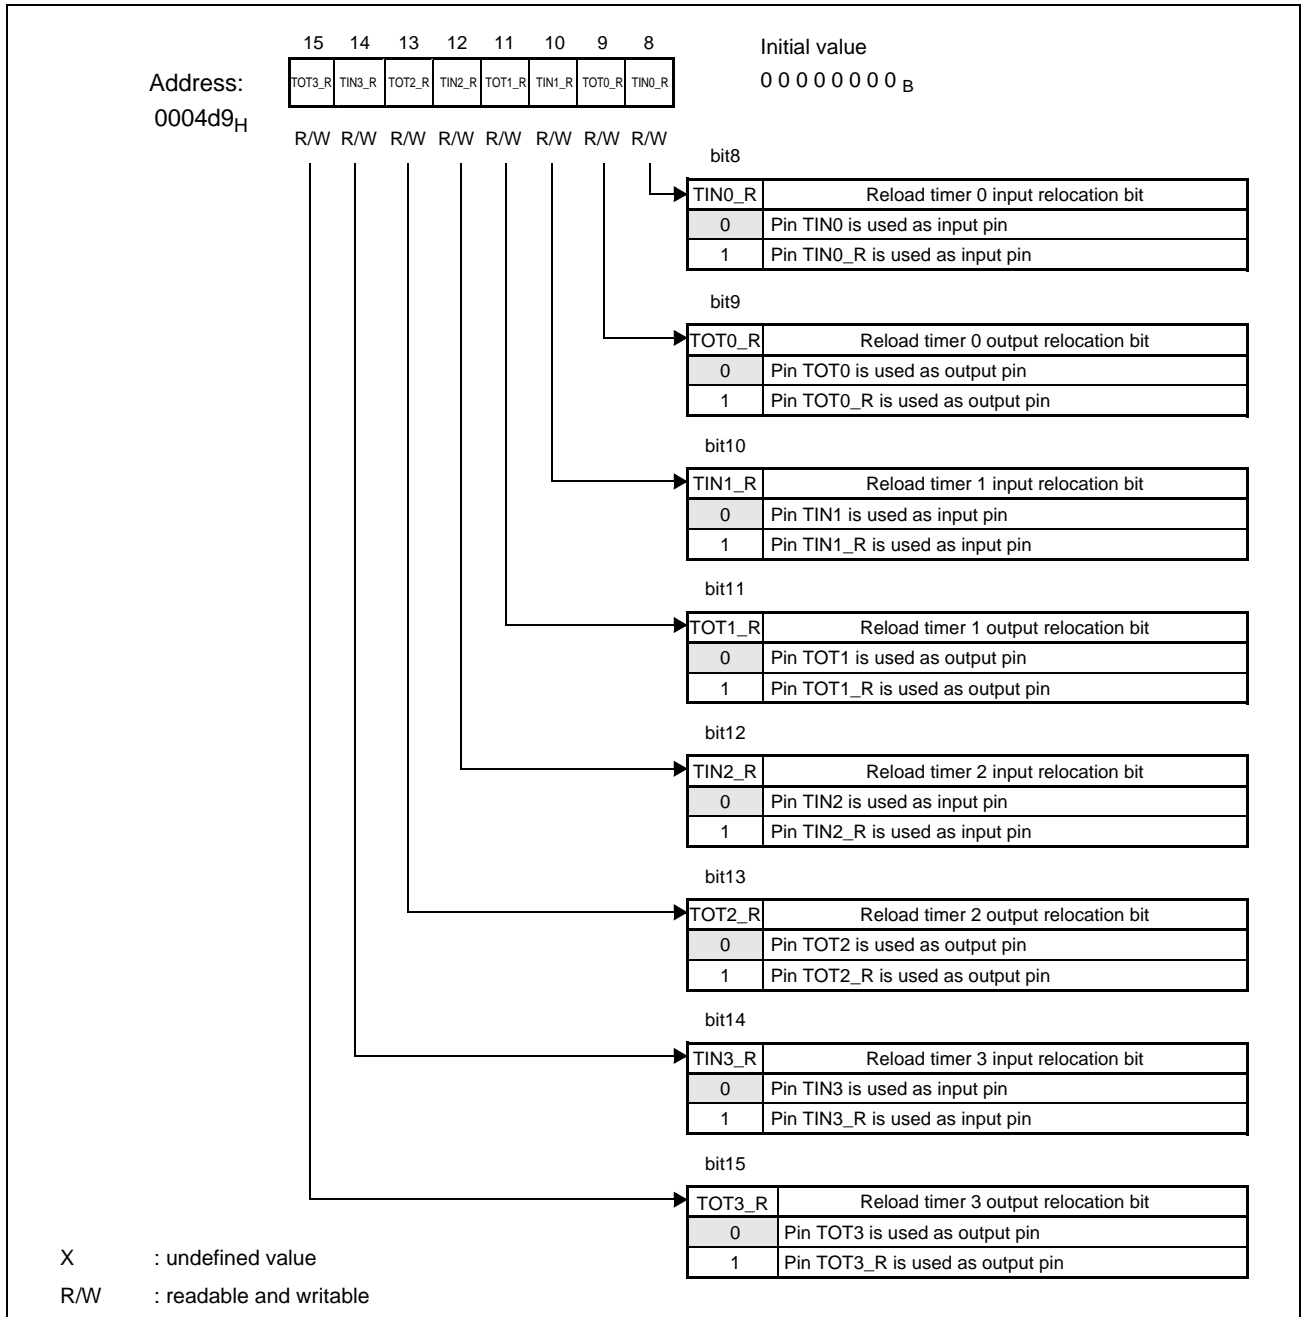 15 14 13 12 11 10 9 8
Initial value
Address:
TOT3_R TIN3_R TOT2_R TIN2_R TOT1_R TIN1_R TOT0_R TIN0_R
0 0 0 0 0 0 0 0 B
0004d9H
R/W R/W R/W R/W R/W R/W R/W R/W
bit8
TIN0_R Reload timer 0 input relocation bit
0 Pin TIN0 is used as input pin
1 Pin TIN0_R is used as input pin
bit9
TOT0_R Reload timer 0 output relocation bit
0 Pin TOT0 is used as output pin
1 Pin TOT0_R is used as output pin
bit10
TIN1_R Reload timer 1 input relocation bit
0 Pin TIN1 is used as input pin
1 Pin TIN1_R is used as input pin
bit11
TOT1_R Reload timer 1 output relocation bit
0 Pin TOT1 is used as output pin
1 Pin TOT1_R is used as output pin
bit12
TIN2_R Reload timer 2 input relocation bit
0 Pin TIN2 is used as input pin
1 Pin TIN2_R is used as input pin
bit13
TOT2_R Reload timer 2 output relocation bit
0 Pin TOT2 is used as output pin
1 Pin TOT2_R is used as output pin
bit14
TIN3_R Reload timer 3 input relocation bit
0 Pin TIN3 is used as input pin
1 Pin TIN3_R is used as input pin
bit15
TOT3_R Reload timer 3 output relocation bit
0 Pin TOT3 is used as output pin
1 Pin TOT3_R is used as output pin
X : undefined value
R/W : readable and writable